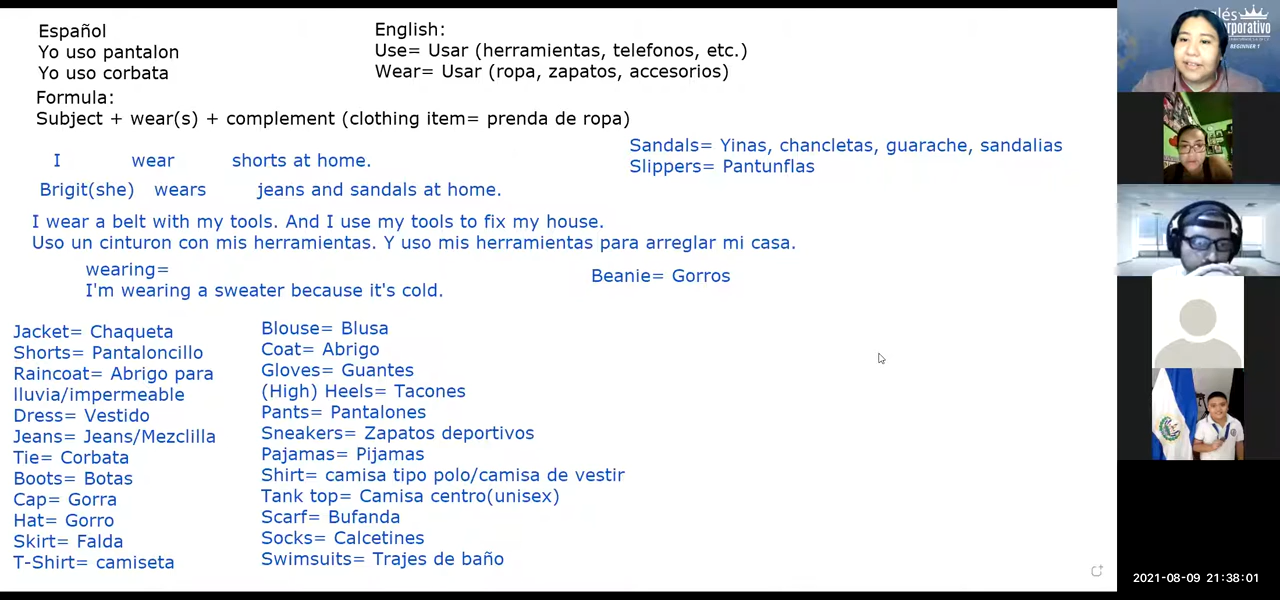 Español
Yo uso pantalon
Yo uso corbata
English:
Use= Usar (herramientas, telefonos, etc.)
Wear= Usar (ropa, zapatos, accesorios)
Formula:
Subject + wear(s) + complement (clothing item= prenda de ropa)
I wear shorts at home.
Brigit(she) wears jeans and sandals at home.
Sandals= Yinas, chancletas, guarache, sandalias
Slippers= Pantunflas
I wear a belt with my tools. And I use my tools to fix my house.
Uso un cinturon con mis herramientas. Y uso mis herramientas para arreglar mi casa.
wearing=
I'm wearing a sweater because it's cold.
Beanie= Gorros
Jacket= Chaqueta
Shorts= Pantaloncillo
Raincoat= Abrigo para
lluvia/impermeable
Dress= Vestido
Jeans= Jeans/Mezclilla
Tie= Corbata
Boots= Botas
Cap= Gorra
Hat= Gorro
Skirt= Falda
T-Shirt= camiseta
Blouse= Blusa
Coat= Abrigo
Gloves= Guantes
(High) Heels= Tacones
Pants= Pantalones
Sneakers= Zapatos deportivos
Pajamas= Pijamas
Shirt= camisa tipo polo/camisa de vestir
Tank top= Camisa centro(unisex)
Scarf= Bufanda
Socks= Calcetines
Swimsuits= Trajes de baño
BEGINNER 1
2021-08-09 21:38:01